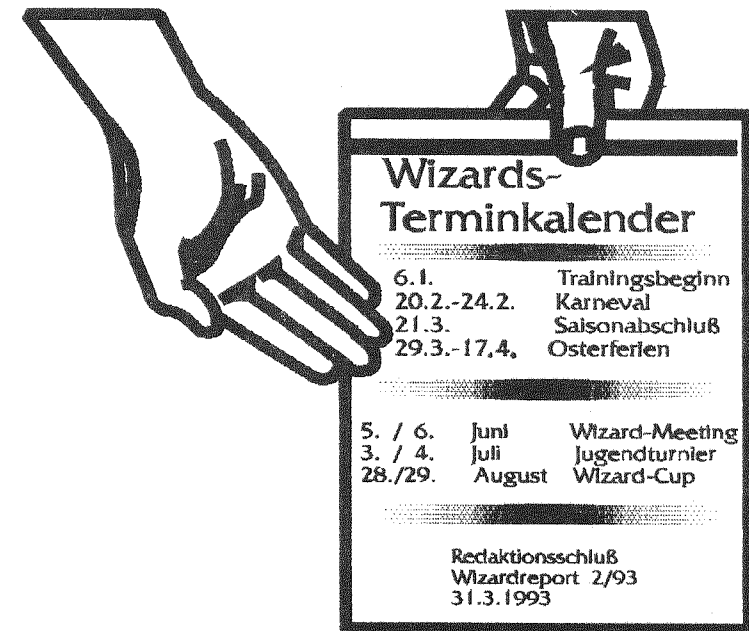 Wizards-
Terminkalender
6.1. Trainingsbeginn
20.2.-24.2. Karneval
21.3. Saisonabschluß
29.3.-17.4. Osterferien
5. / 6. Juni Wizard-Meeting
3. / 4. Juli Jugendturnier
28./29. August Wizard-Cup
Redaktionsschluß
Wizardreport 2/93
31.3.1993